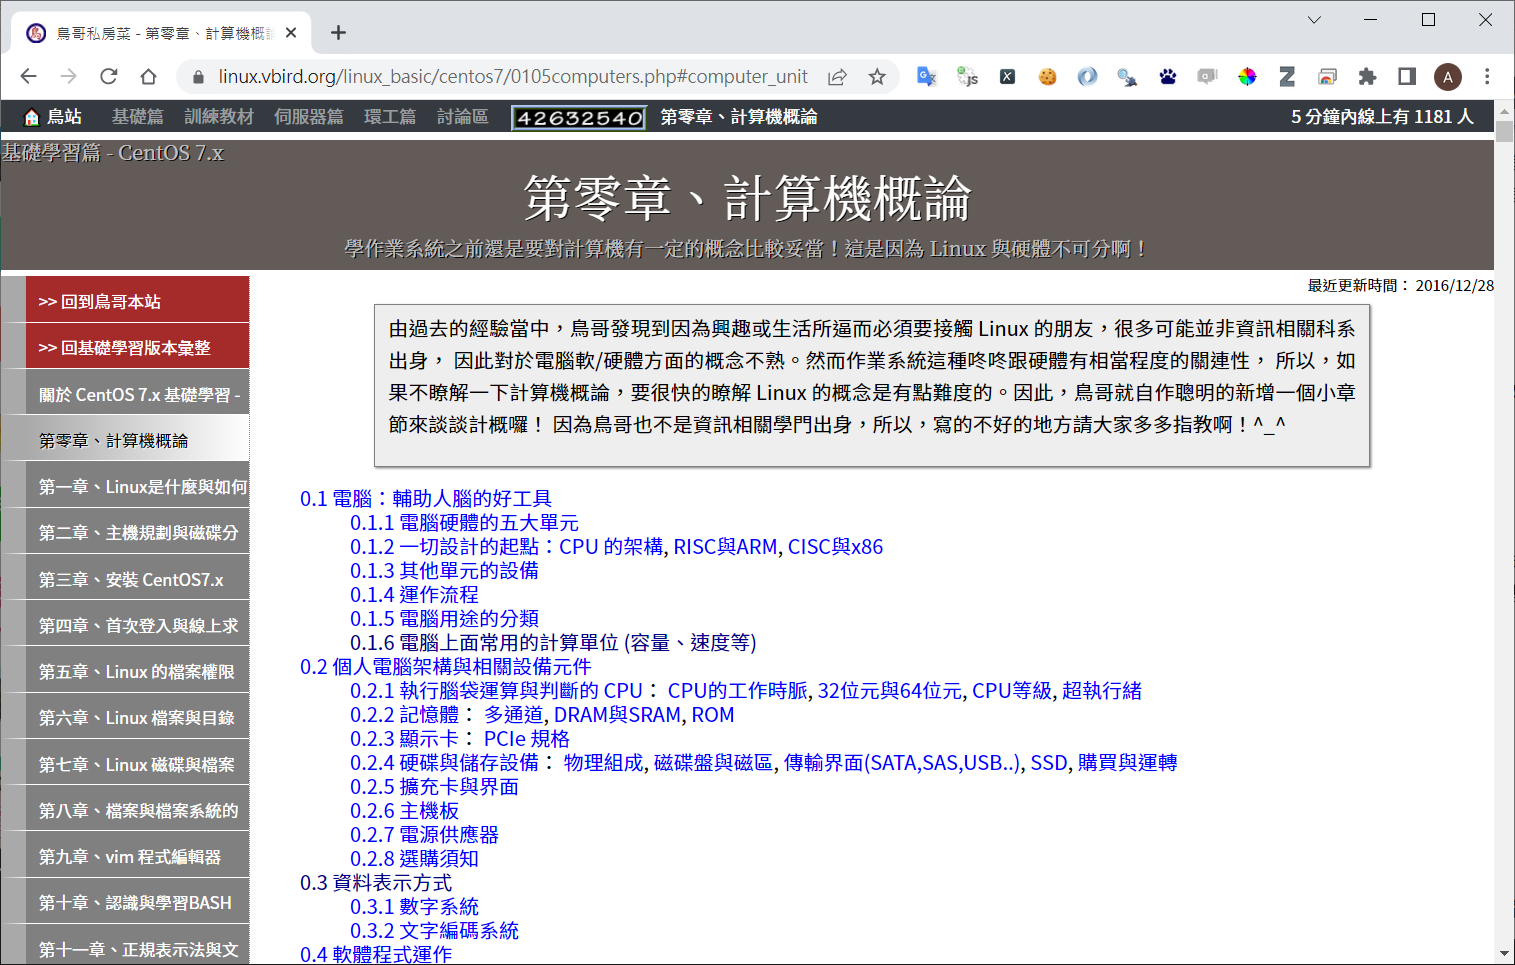 鳥哥私房菜 - 第零章、計算機概
linux.vbird.org/linux_basic/centos7/0105computers.php#computer_unit
A
鳥站 基礎篇 訓練教材 伺服器篇 環工篇 討論區 42632540 第零章、計算機概論 5 分鐘內線上有 1181 人
基礎學習篇 - CentOS 7.x
第零章、計算機概論
學作業系統之前還是要對計算機有一定的概念比較妥當！這是因為 Linux 與硬體不可分啊！
>> 回到鳥哥本站
>> 回基礎學習版本彙整
關於 CentOS 7.x 基礎學習 -
第零章、計算機概論
第一章、Linux是什麼與如何
第二章、主機規劃與磁碟分
第三章、安裝 CentOS7.x
第四章、首次登入與線上求
第五章、Linux 的檔案權限
第六章、Linux 檔案與目錄
第七章、Linux 磁碟與檔案
第八章、檔案與檔案系統的
第九章、vim 程式編輯器
第十章、認識與學習BASH
第十一章、正規表示法與文
最近更新時間： 2016/12/28
由過去的經驗當中，鳥哥發現到因為興趣或生活所逼而必須要接觸 Linux 的朋友，很多可能並非資訊相關科系
出身， 因此對於電腦軟/硬體方面的概念不熟。然而作業系統這種咚咚跟硬體有相當程度的關連性， 所以，如
果不瞭解一下計算機概論，要很快的瞭解 Linux 的概念是有點難度的。因此，鳥哥就自作聰明的新增一個小章
節來談談計概囉！ 因為鳥哥也不是資訊相關學門出身，所以，寫的不好的地方請大家多多指教啊！^_^
0.1 電腦：輔助人腦的好工具
0.1.1 電腦硬體的五大單元
0.1.2 一切設計的起點：CPU 的架構, RISC與ARM, CISC與x86
0.1.3 其他單元的設備
0.1.4 運作流程
0.1.5 電腦用途的分類
0.1.6 電腦上面常用的計算單位 (容量、速度等)
0.2 個人電腦架構與相關設備元件
0.2.1 執行腦袋運算與判斷的 CPU： CPU的工作時脈, 32位元與64位元, CPU等級, 超執行緒
0.2.2 記憶體： 多通道, DRAM與SRAM, ROM
0.2.3 顯示卡： PCIe 規格
0.2.4 硬碟與儲存設備： 物理組成, 磁碟盤與磁區, 傳輸界面(SATA,SAS,USB..), SSD, 購買與運轉
0.2.5 擴充卡與界面
0.2.6 主機板
0.2.7 電源供應器
0.2.8 選購須知
0.3 資料表示方式
0.3.1 數字系統
0.3.2 文字編碼系統
0.4 軟體程式運作